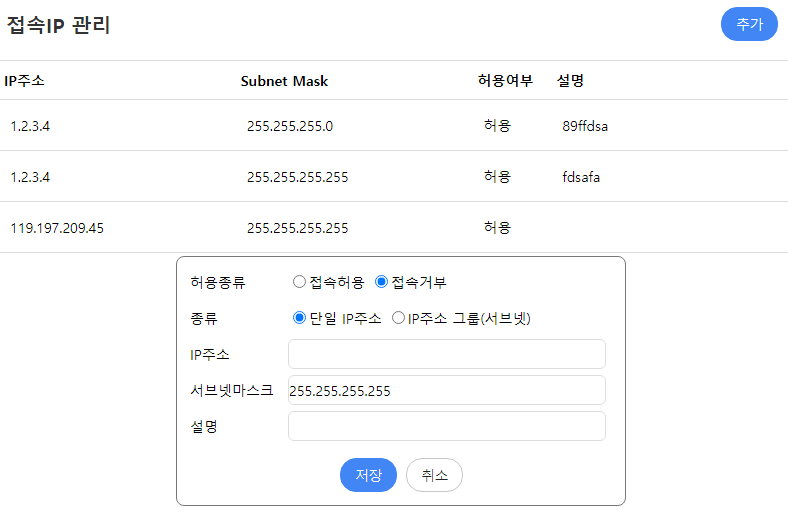 접속IP 관리 추가
IP주소 Subnet Mask 허용여부 설명
1.2.3.4 255.255.255.0 허용 89ffdsa
1.2.3.4 255.255.255.255 허용 fdsafa
119.197.209.45 255.255.255.255 허용
허용종류 접속허용 접속거부
종류 단일 IP주소 IP주소 그룹(서브넷)
IP주소
서브넷마스크 255.255.255.255
설명
저장 취소